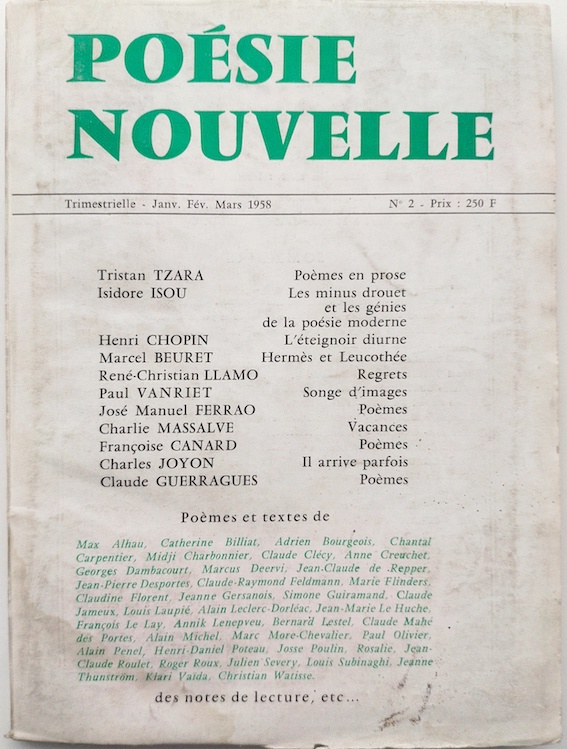 POÉSIE
NOUVELLE
Trimestrielle - Janv. Fév. Mars 1958 N° 2 - Prix : 250 F
Tristan TZARA Poèmes en prose
Isidore ISOU Les minus drouet
et les génies
de la poésie moderne
Henri CHOPIN L'éteignoir diurne
Marcel BEURET Hermès et Leucothée
René-Christian LLAMO Regrets
Paul VANRIET Songe d'images
José Manuel FERRAO Poèmes
Charlie MASSALVE Vacances
Françoise CANARD Poèmes
Charles JOYON Il arrive parfois
Claude GUERRAGUES Poèmes
Poèmes et textes de
Max Alhau, Catherine Billiat, Adrien Bourgeois, Chantal
Carpentier, Midji Charbonnier, Claude Clécy, Anne Creuchet,
Georges Dambacourt, Marcus Deervi, Jean-Claude de Repper,
Jean-Pierre Desportes, Claude-Raymond Feldmann, Marie Flinders,
Claudine Florent, Jeanne Gersanois, Simone Guiramand, Claude
Jameux, Louis Laupié, Alain Leclerc-Dorléac, Jean-Marie Le Huche,
François Le Lay, Annik Lenepveu, Bernard Lestel, Claude Mahé
des Portes, Alain Michel, Marc More-Chevalier, Paul Olivier,
Alain Penel, Henri-Daniel Poteau, Josse Poulin, Rosalie, Jean-
Claude Roulet, Roger Roux, Julien Severy, Louis Subinaghi, Jeanne
Thunström, Klari Vaida, Christian Watisse.
des notes de lecture, etc...